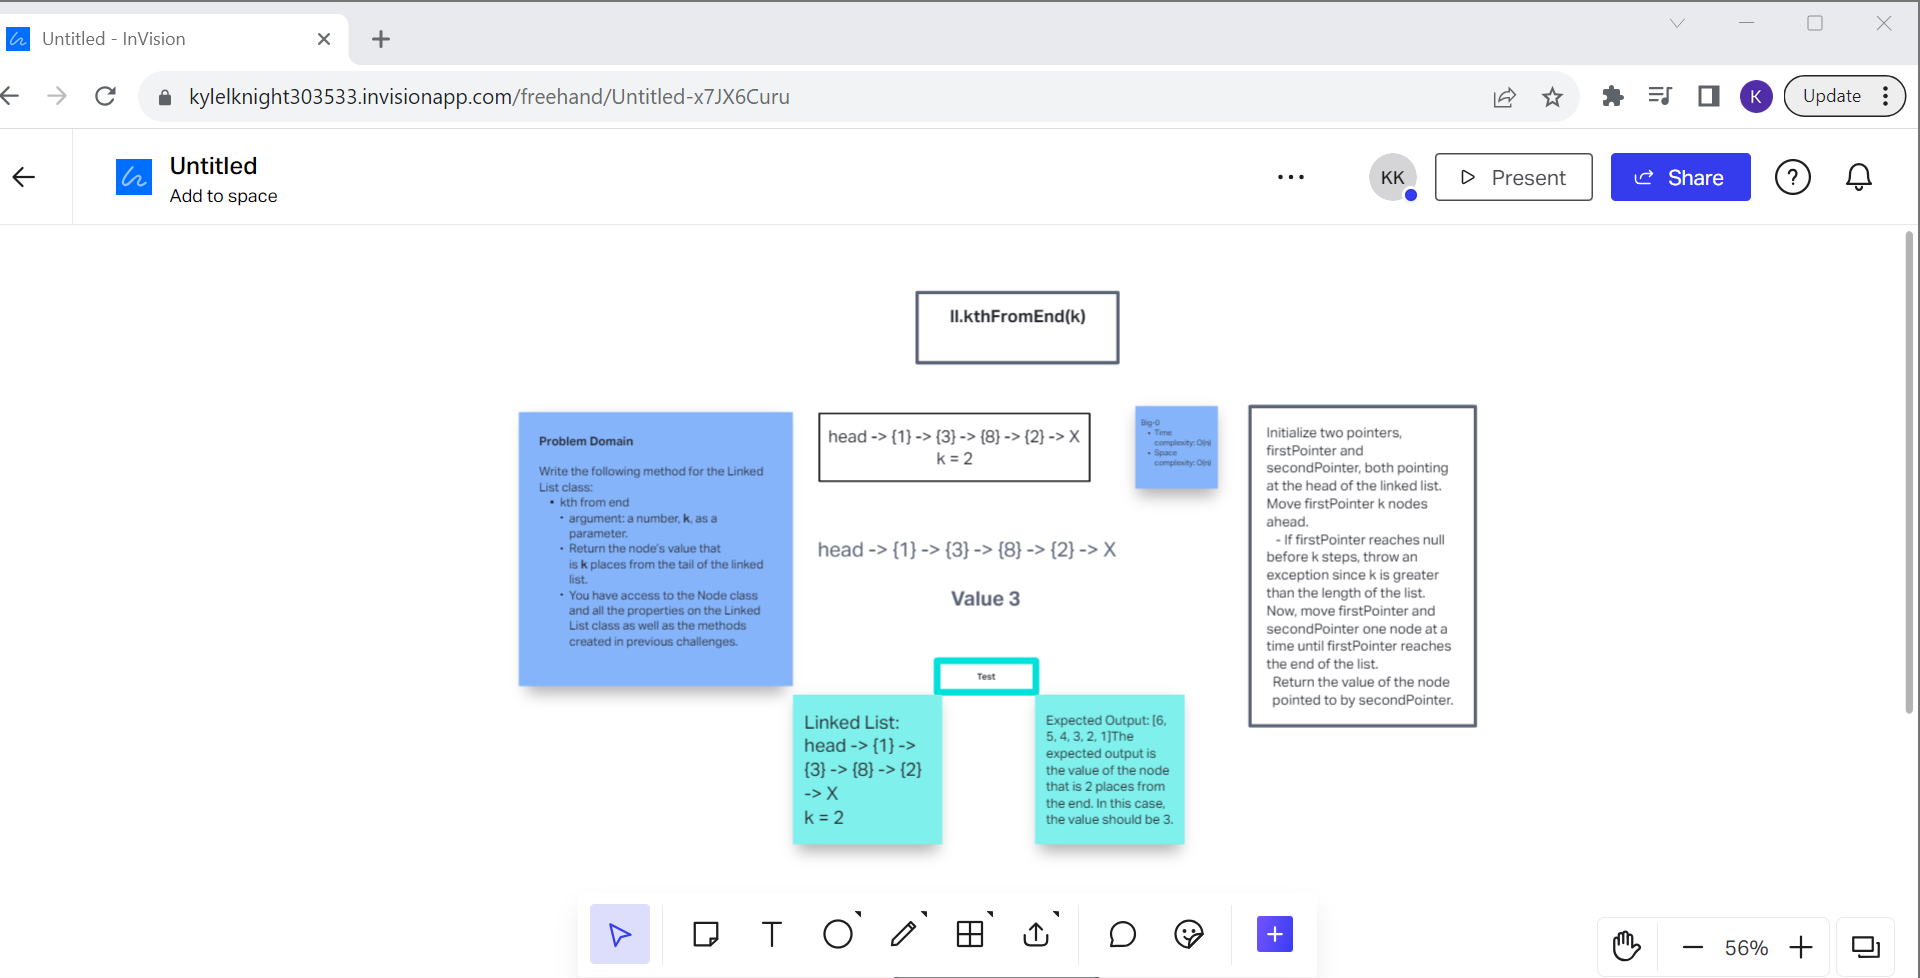 Untitled - InVision
kylelknight303533.invisionapp.com/freehand/Untitled-x7JX6Curu
K
Update
Untitled
Add to space
KK
Present
Share
ll.kthFromEnd(k)
Problem Domain
Write the following method for the Linked
List class:
• kth from end
• argument: a number, k, as a
parameter.
• Return the node's value that
is k places from the tail of the linked
list.
• You have access to the Node class
and all the properties on the Linked
List class as well as the methods
created in previous challenges.
head -> {1} -> {3} -> {8} -> {2} -> X
k = 2
Big-O
• Time
complexity: O(n)
• Space
complexity: O(n)
head -> {1} -> {3} -> {8} -> {2} -> X
Value 3
Initialize two pointers,
firstPointer and
secondPointer, both pointing
at the head of the linked list.
Move firstPointer k nodes
ahead.
- If firstPointer reaches null
before k steps, throw an
exception since k is greater
than the length of the list.
Now, move firstPointer and
secondPointer one node at a
time until firstPointer reaches
the end of the list.
Return the value of the node
pointed to by secondPointer.
Test
Linked List:
head -> {1} ->
{3} -> {8} -> {2}
-> X
k = 2
Expected Output: [6,
5, 4, 3, 2, 1]The
expected output is
the value of the node
that is 2 places from
the end. In this case,
the value should be 3.
56%